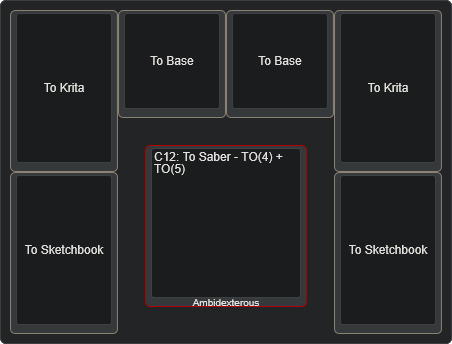 To Krita
To Base
To Base
To Krita
C12: To Saber - TO(4) +
TO(5)
To Sketchbook
To Sketchbook
Ambidexterous